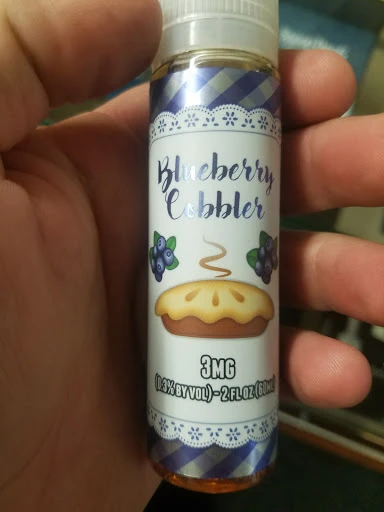 Blueberry
Cobbler
3MG
(0.3% BY VOL) - 2 FL OZ (60ML)